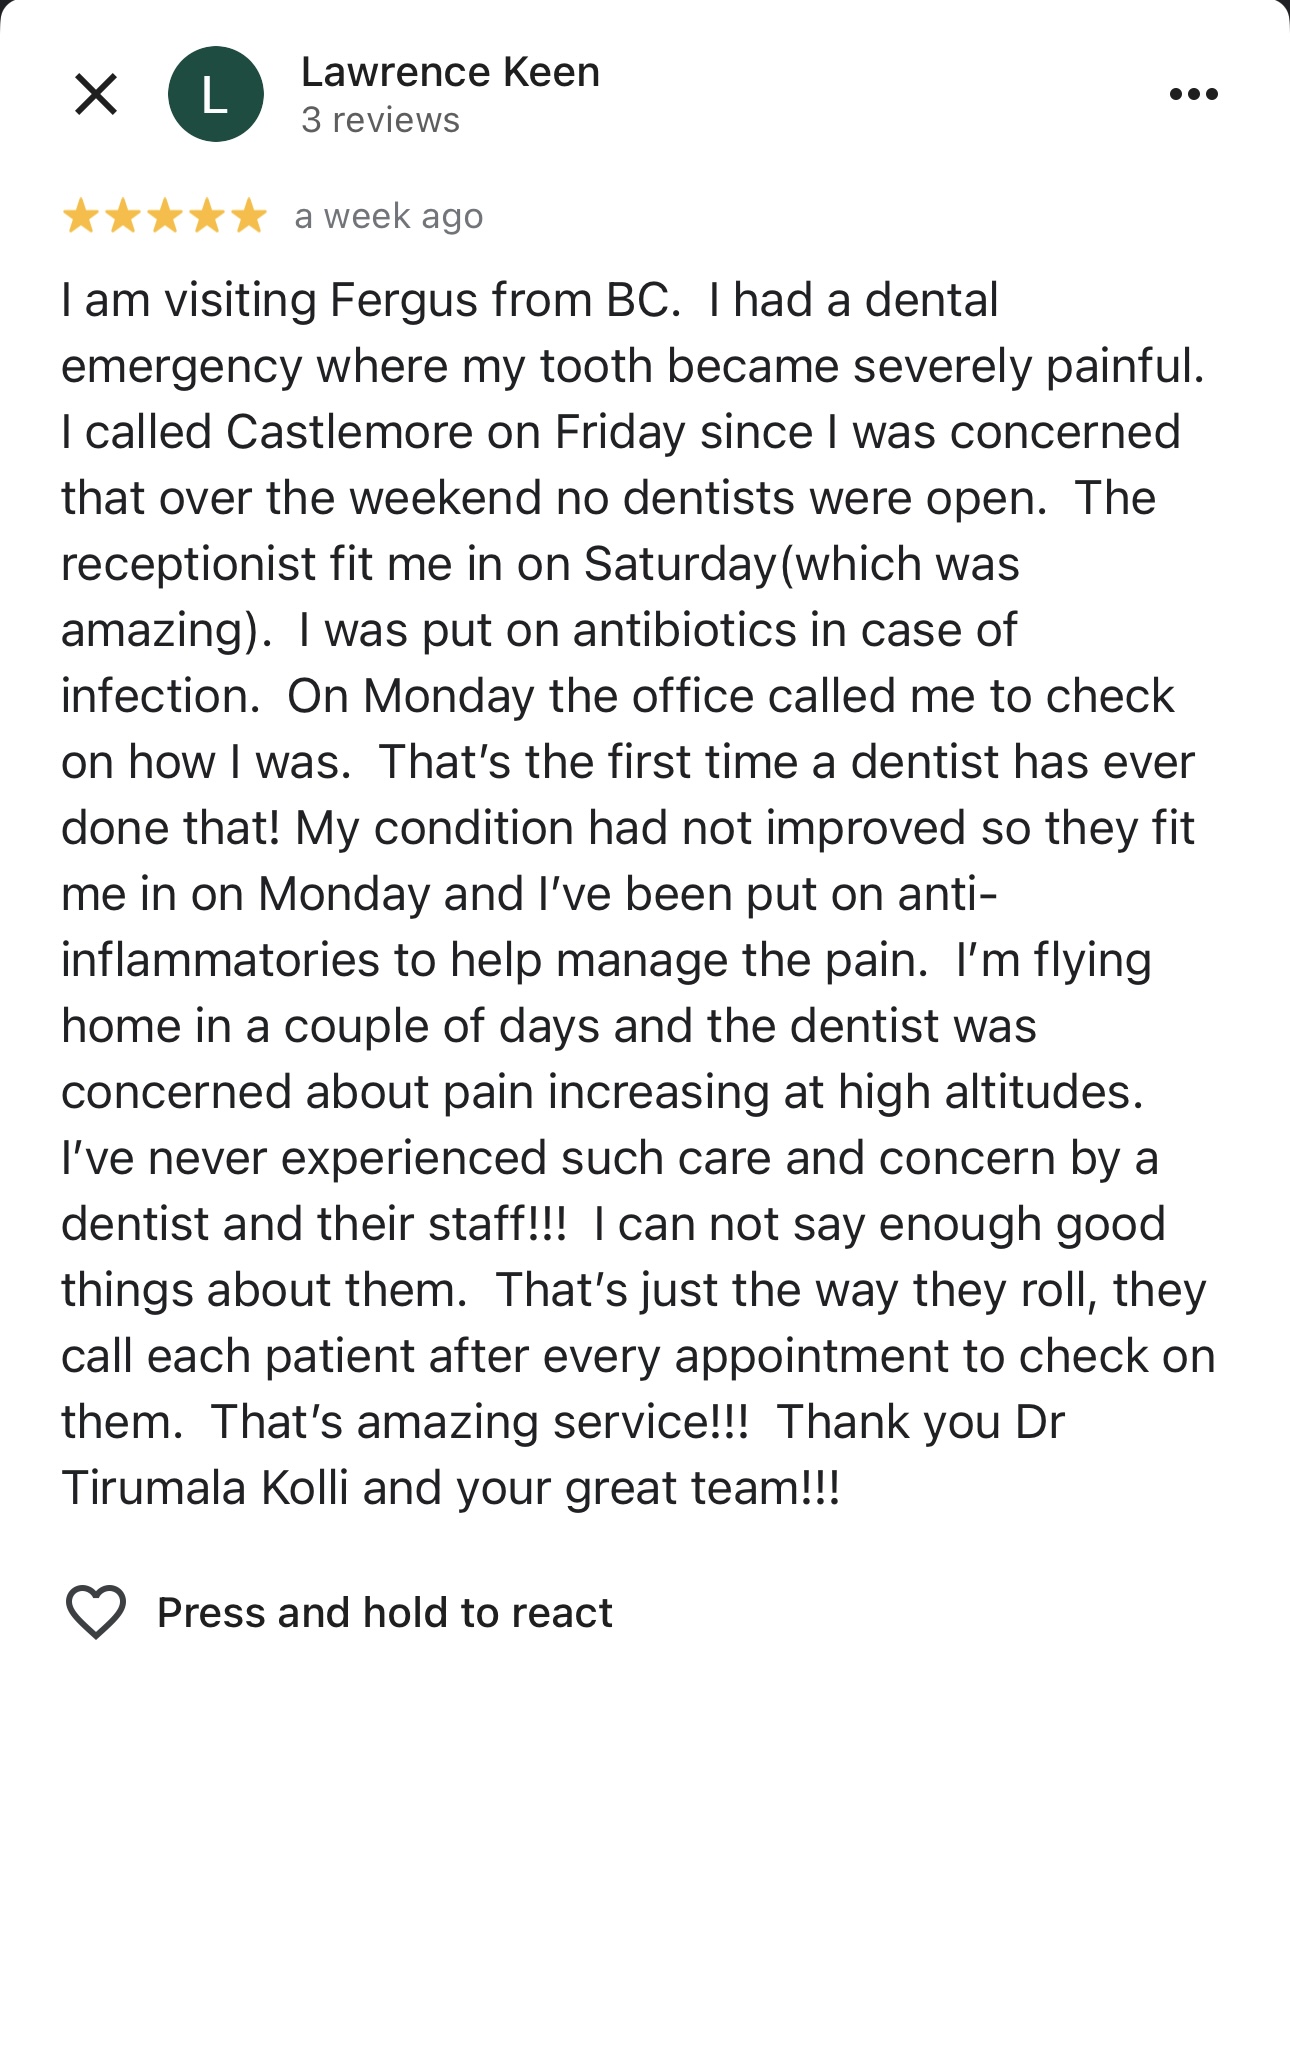 L
Lawrence Keen
3 reviews
a week ago
I am visiting Fergus from BC.  I had a dental
emergency where my tooth became severely painful.
I called Castlemore on Friday since I was concerned
that over the weekend no dentists were open.  The
receptionist fit me in on Saturday(which was
amazing).  I was put on antibiotics in case of
infection.  On Monday the office called me to check
on how I was.  That’s the first time a dentist has ever
done that! My condition had not improved so they fit
me in on Monday and I’ve been put on anti-
inflammatories to help manage the pain.  I’m flying
home in a couple of days and the dentist was
concerned about pain increasing at high altitudes.
I’ve never experienced such care and concern by a
dentist and their staff!!!  I can not say enough good
things about them.  That’s just the way they roll, they
call each patient after every appointment to check on
them.  That’s amazing service!!!  Thank you Dr
Tirumala Kolli and your great team!!!
Press and hold to react